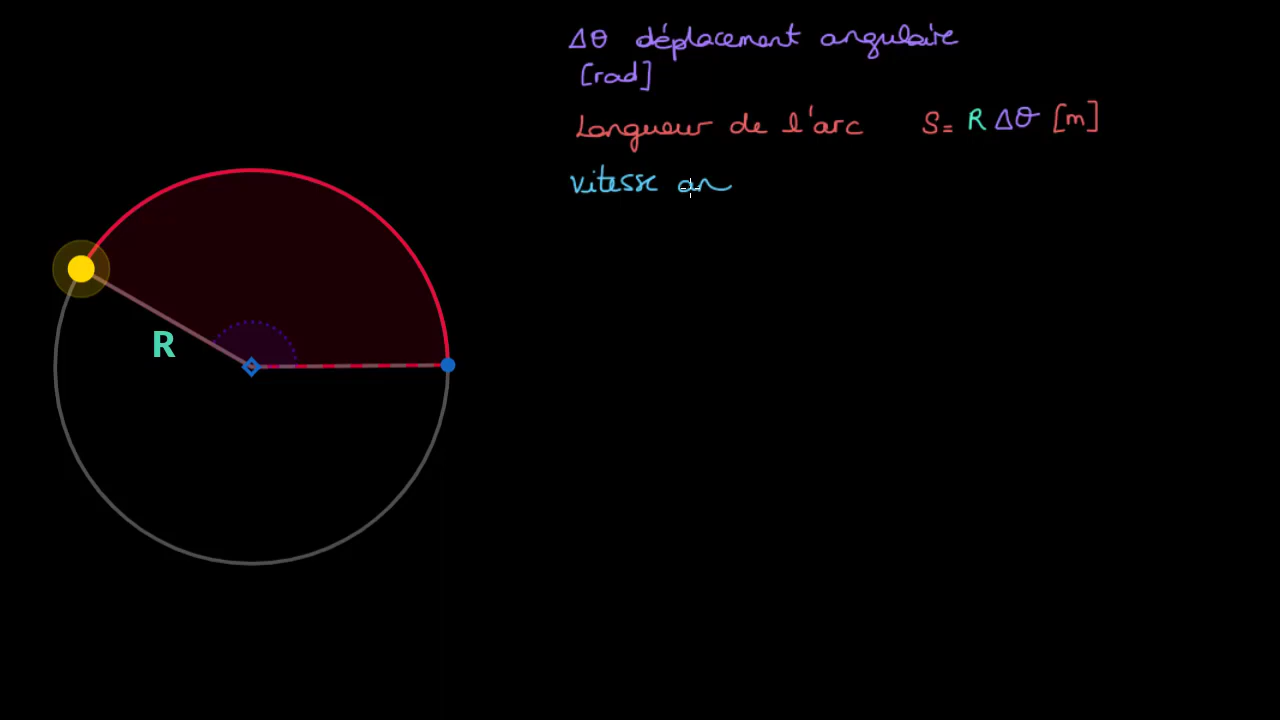 Δθ déplacement angulaire
[rad]
Longueur de l'arc S = R Δθ [m]
Vitesse an
R